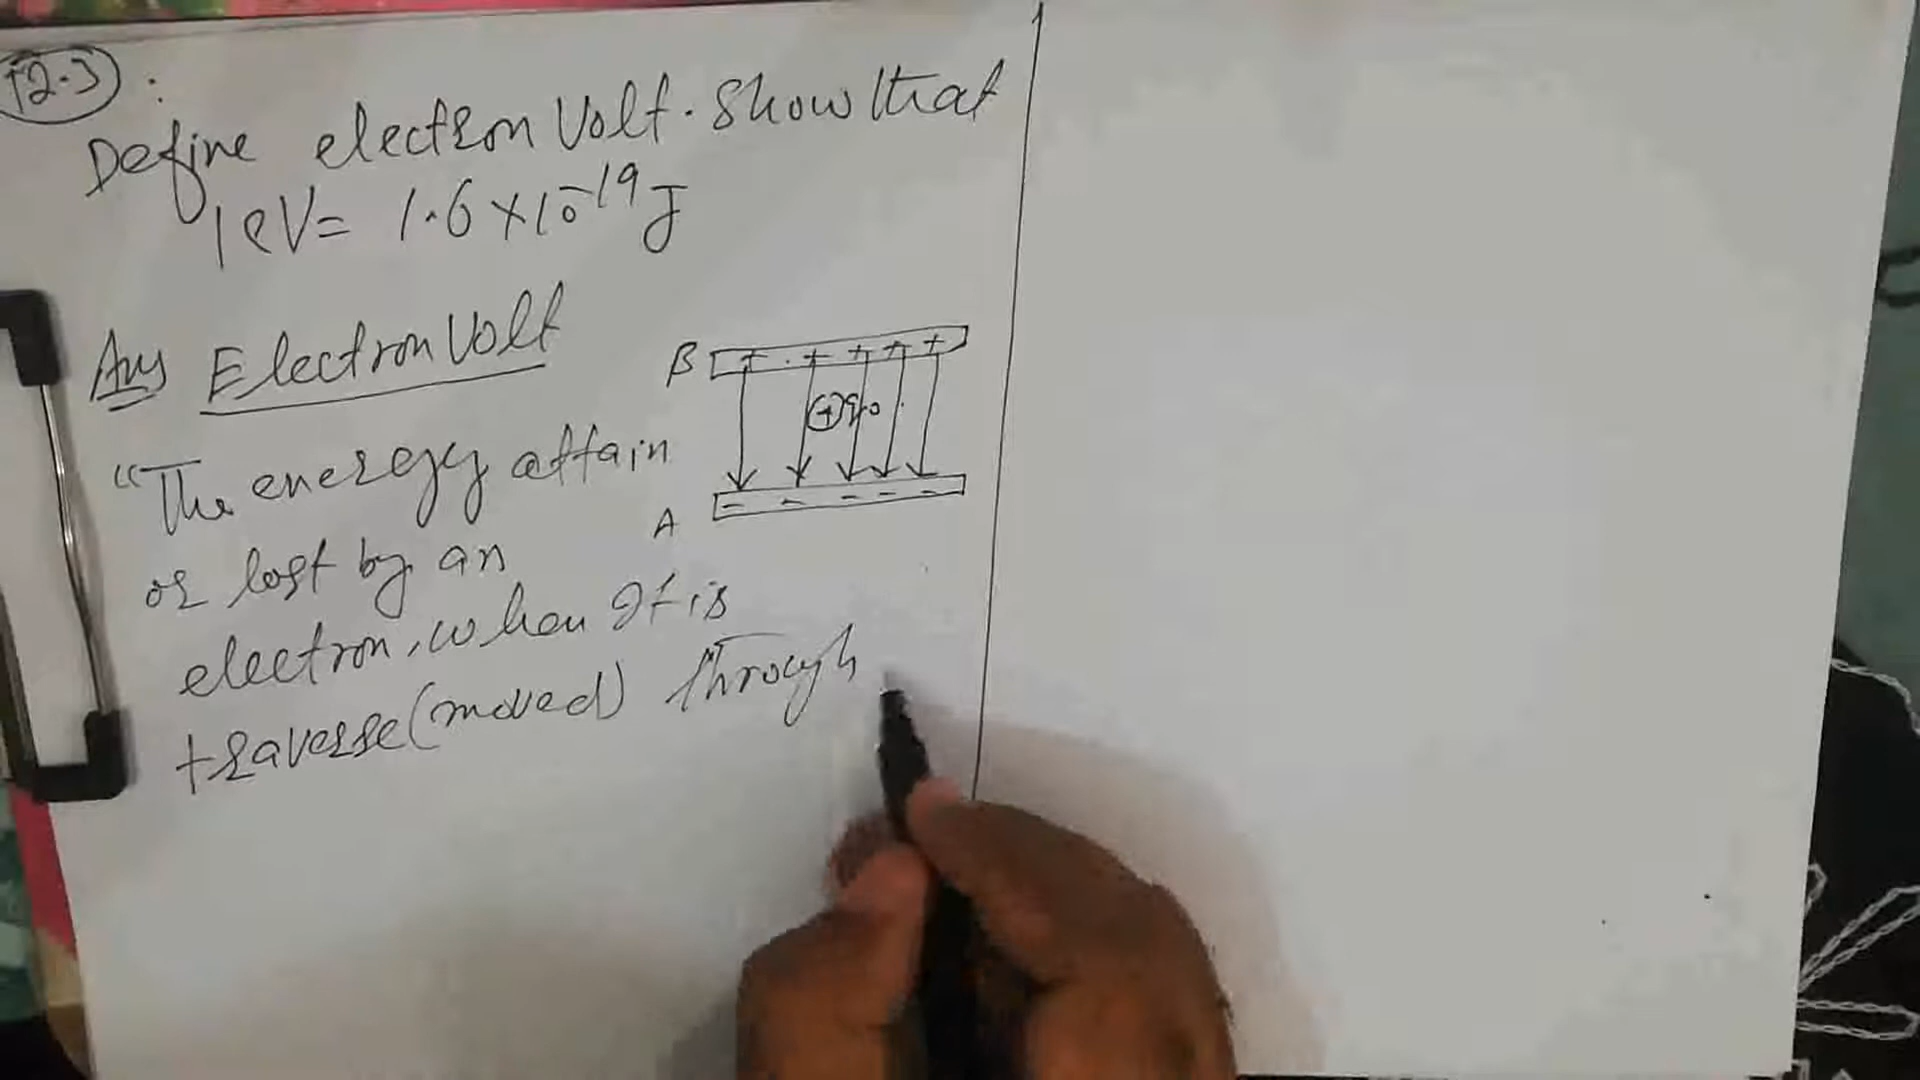 12.3 :
Define electron Volt. Show that
1eV = 1.6 × 10⁻¹⁹ J
Ans Electron Volt
"The energy attain
or lost by an
electron, when It is
traverse (moved) through
B + + + + +
+ q₀
A - - - - -